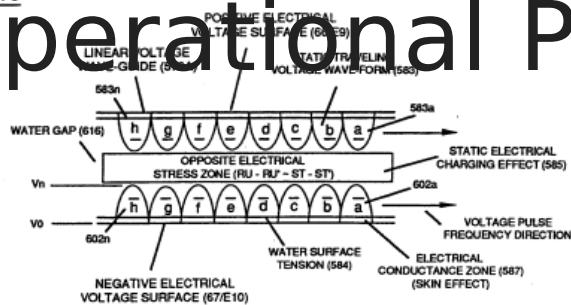 perational P
POSITIVE ELECTRICAL
VOLTAGE SURFACE (66/E9)
LINEAR VOLTAGE
WAVE-GUIDE
STATIC TRAVELING
VOLTAGE WAVE-FORM (583)
583n
583a
h g f e d c b a
WATER GAP (616)
OPPOSITE ELECTRICAL
STRESS ZONE (RU - RU' ~ ST - ST')
STATIC ELECTRICAL
CHARGING EFFECT (585)
Vn
602a
h g f e d c b a
V0
602n
VOLTAGE PULSE
FREQUENCY DIRECTION
WATER SURFACE
TENSION (584)
ELECTRICAL
CONDUCTANCE ZONE (587)
(SKIN EFFECT)
NEGATIVE ELECTRICAL
VOLTAGE SURFACE (67/E10)